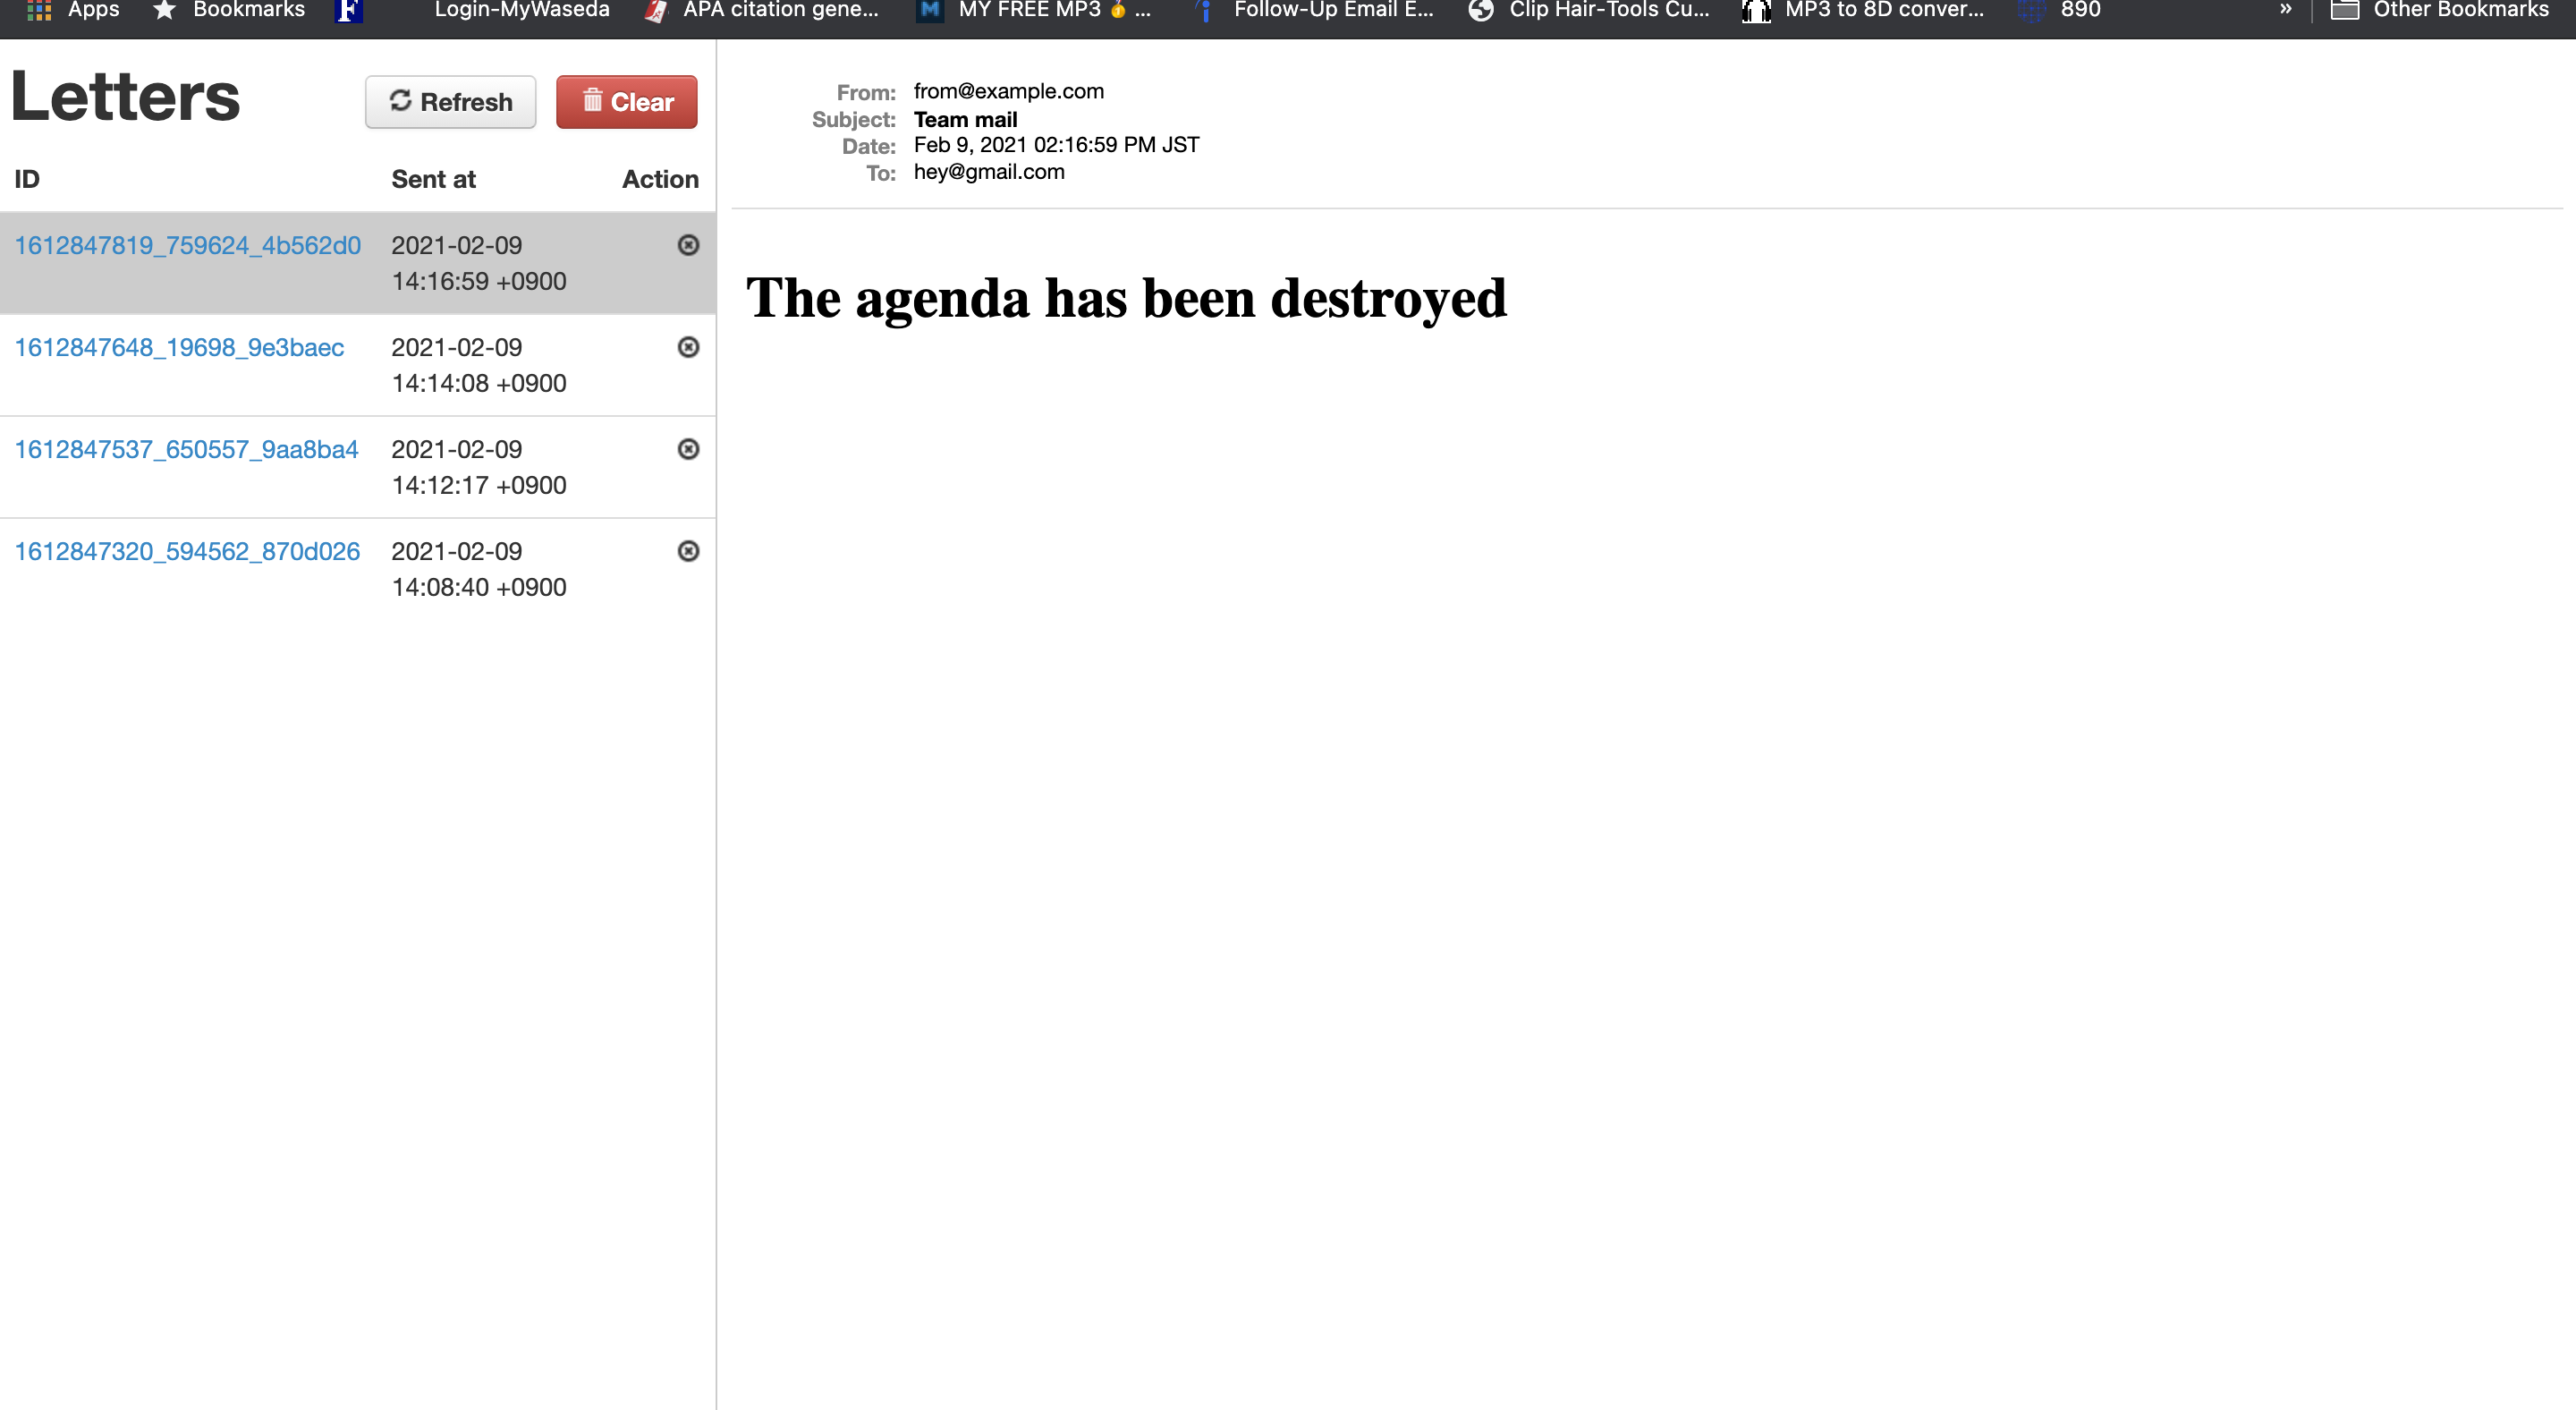 Apps Bookmarks F Login-MyWaseda APA citation gene... M MY FREE MP3 🥇 ... Follow-Up Email E... Clip Hair-Tools Cu... MP3 to 8D conver... 890 » Other Bookmarks
Letters Refresh Clear
ID Sent at Action
1612847819_759624_4b562d0 2021-02-09
14:16:59 +0900
1612847648_19698_9e3baec 2021-02-09
14:14:08 +0900
1612847537_650557_9aa8ba4 2021-02-09
14:12:17 +0900
1612847320_594562_870d026 2021-02-09
14:08:40 +0900
From: from@example.com
Subject: Team mail
Date: Feb 9, 2021 02:16:59 PM JST
To: hey@gmail.com
The agenda has been destroyed